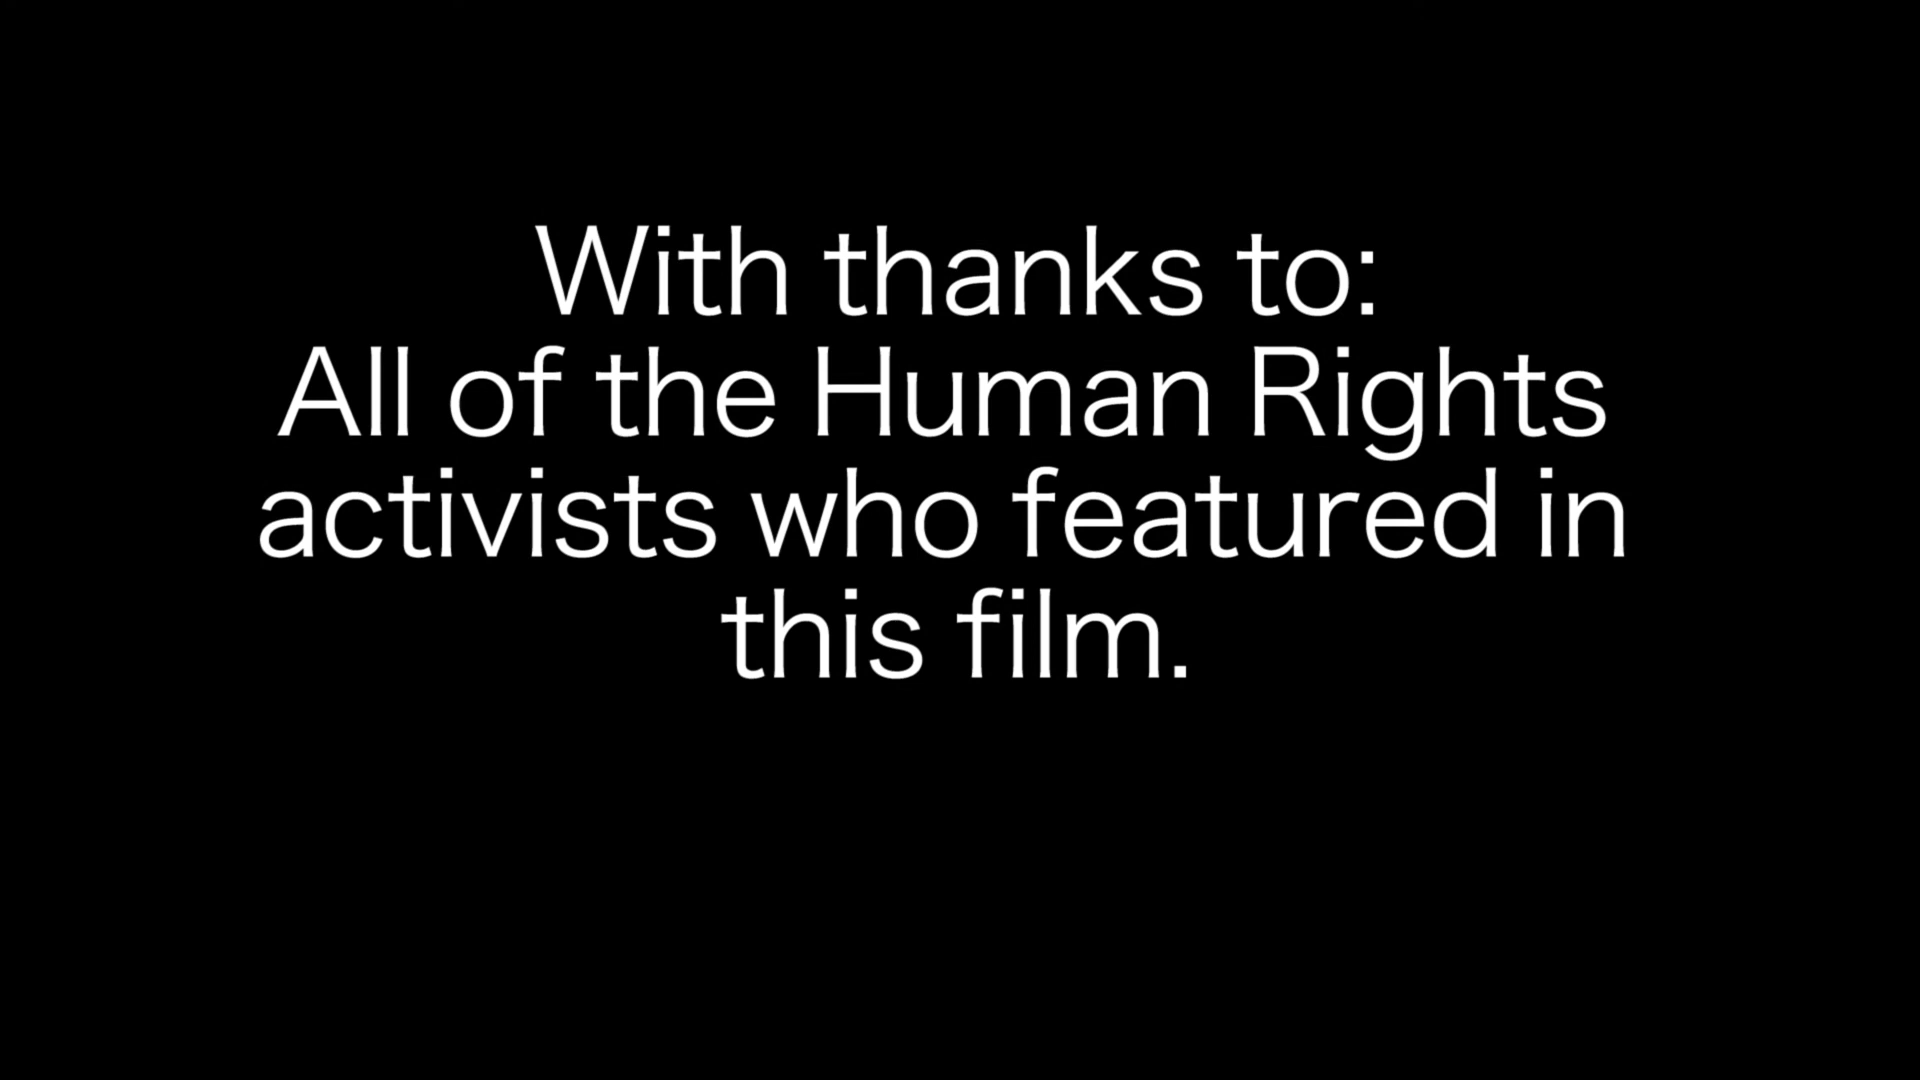 With thanks to:
All of the Human Rights
activists who featured in
this film.